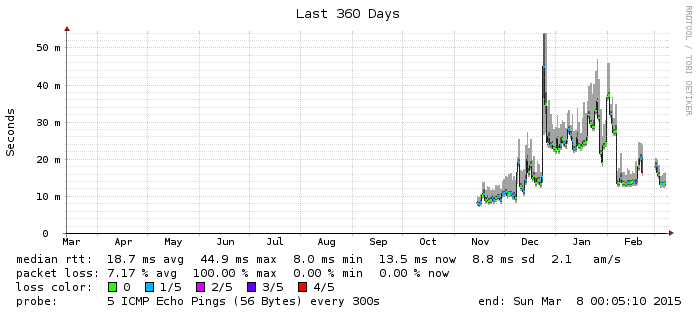 Last 360 Days
RRDTOOL / TOBI OETIKER
Seconds
50 m
40 m
30 m
20 m
10 m
0
Mar Apr May Jun Jul Aug Sep Oct Nov Dec Jan Feb
median rtt: 18.7 ms avg 44.9 ms max 8.0 ms min 13.5 ms now 8.8 ms sd 2.1 am/s
packet loss: 7.17 % avg 100.00 % max 0.00 % min 0.00 % now
loss color: 0 1/5 2/5 3/5 4/5
probe: 5 ICMP Echo Pings (56 Bytes) every 300s end: Sun Mar 8 00:05:10 2015